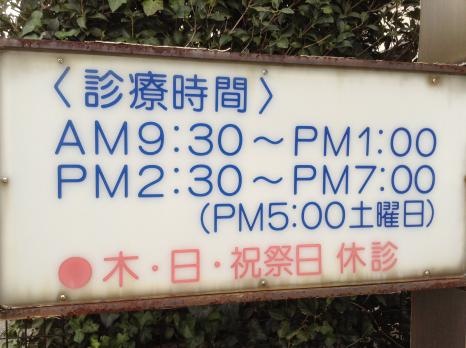 〈診療時間〉
AM9:30～PM1:00
PM2:30～PM7:00
(PM5:00土曜日)
●木・日・祝祭日 休診